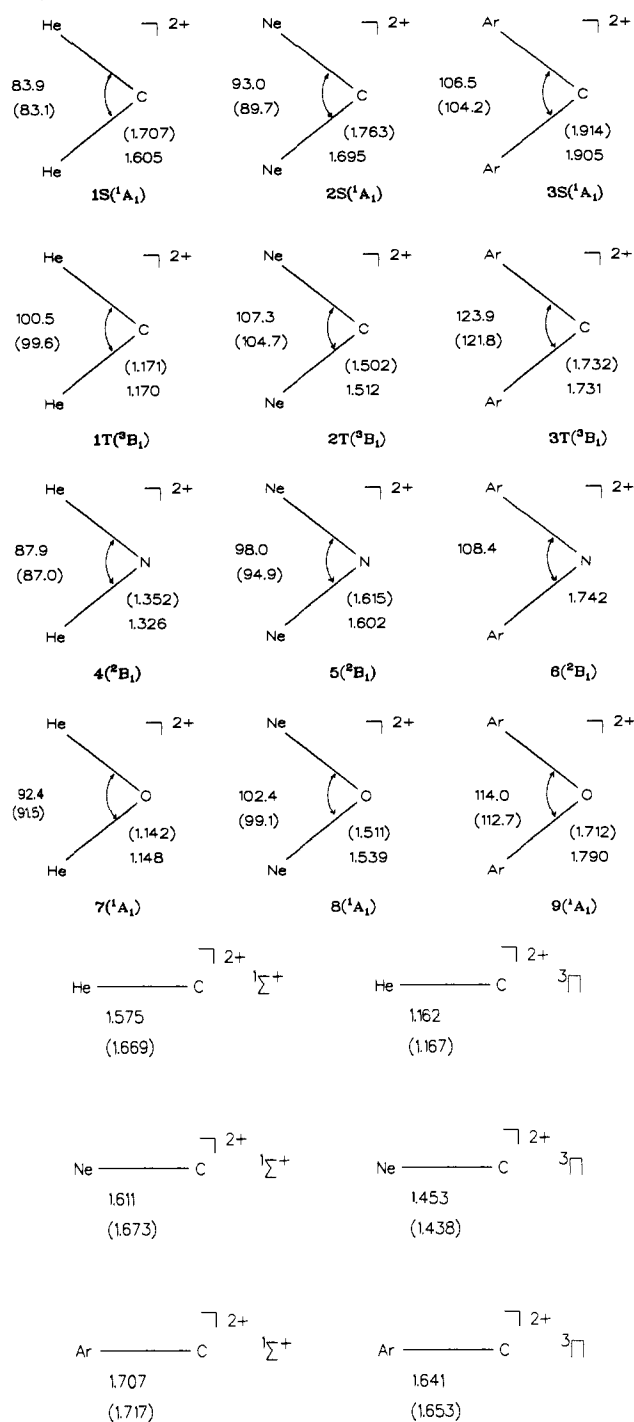 He ⌉2+ Ne ⌉2+ Ar ⌉2+
83.9 93.0 106.5
(83.1) C (89.7) C (104.2) C
(1.707) (1.763) (1.914)
He 1.605 Ne 1.695 Ar 1.905
1S(¹A₁) 2S(¹A₁) 3S(¹A₁)
He ⌉2+ Ne ⌉2+ Ar ⌉2+
100.5 107.3 123.9
(99.6) C (104.7) C (121.8) C
(1.171) (1.502) (1.732)
He 1.170 Ne 1.512 Ar 1.731
1T(³B₁) 2T(³B₁) 3T(³B₁)
He ⌉2+ Ne ⌉2+ Ar ⌉2+
87.9 98.0 108.4
(87.0) N (94.9) N N
(1.352) (1.615)
He 1.326 Ne 1.602 Ar 1.742
4(²B₁) 5(²B₁) 6(²B₁)
He ⌉2+ Ne ⌉2+ Ar ⌉2+
92.4 102.4 114.0
(91.5) O (99.1) O (112.7) O
(1.142) (1.511) (1.712)
He 1.148 Ne 1.539 Ar 1.790
7(¹A₁) 8(¹A₁) 9(¹A₁)
He C ⌉2+ ¹Σ⁺ He C ⌉2+ ³Π
1.575 1.162
(1.669) (1.167)
Ne C ⌉2+ ¹Σ⁺ Ne C ⌉2+ ³Π
1.611 1.453
(1.673) (1.438)
Ar C ⌉2+ ¹Σ⁺ Ar C ⌉2+ ³Π
1.707 1.641
(1.717) (1.653)